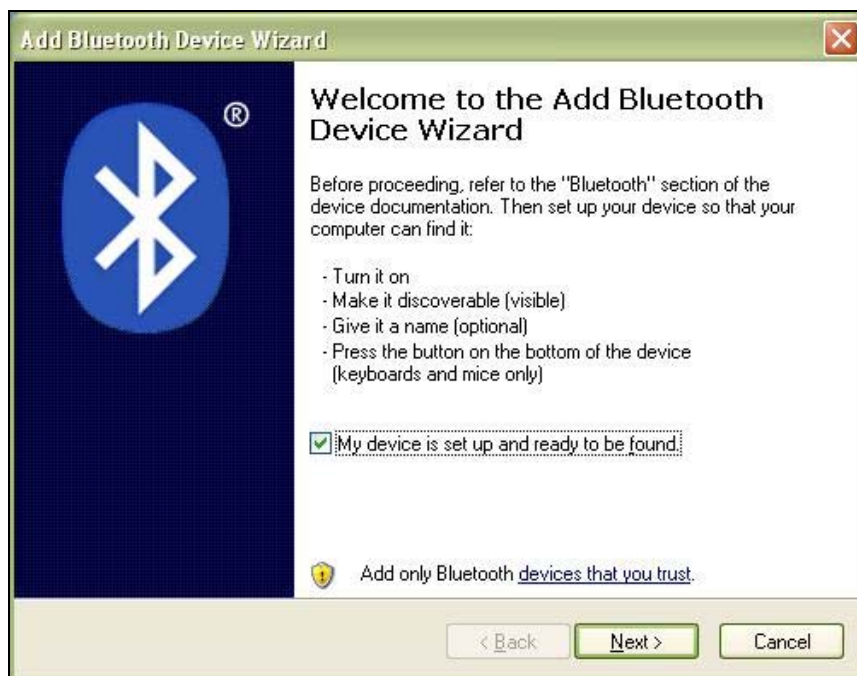 Add Bluetooth Device Wizard
®
Welcome to the Add Bluetooth
Device Wizard
Before proceeding, refer to the "Bluetooth" section of the
device documentation. Then set up your device so that your
computer can find it:
- Turn it on
- Make it discoverable (visible)
- Give it a name (optional)
- Press the button on the bottom of the device
(keyboards and mice only)
My device is set up and ready to be found.
Add only Bluetooth devices that you trust.
< Back Next > Cancel